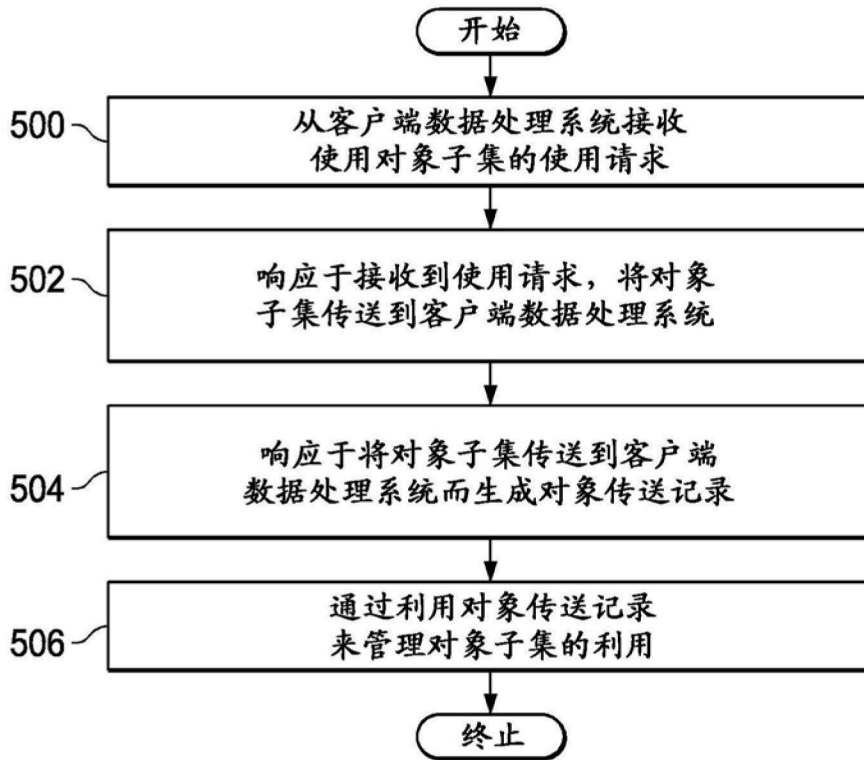 开始
500
从客户端数据处理系统接收
使用对象子集的使用请求
502
响应于接收到使用请求，将对象
子集传送到客户端数据处理系统
504
响应于将对象子集传送到客户端
数据处理系统而生成对象传送记录
506
通过利用对象传送记录
来管理对象子集的利用
终止